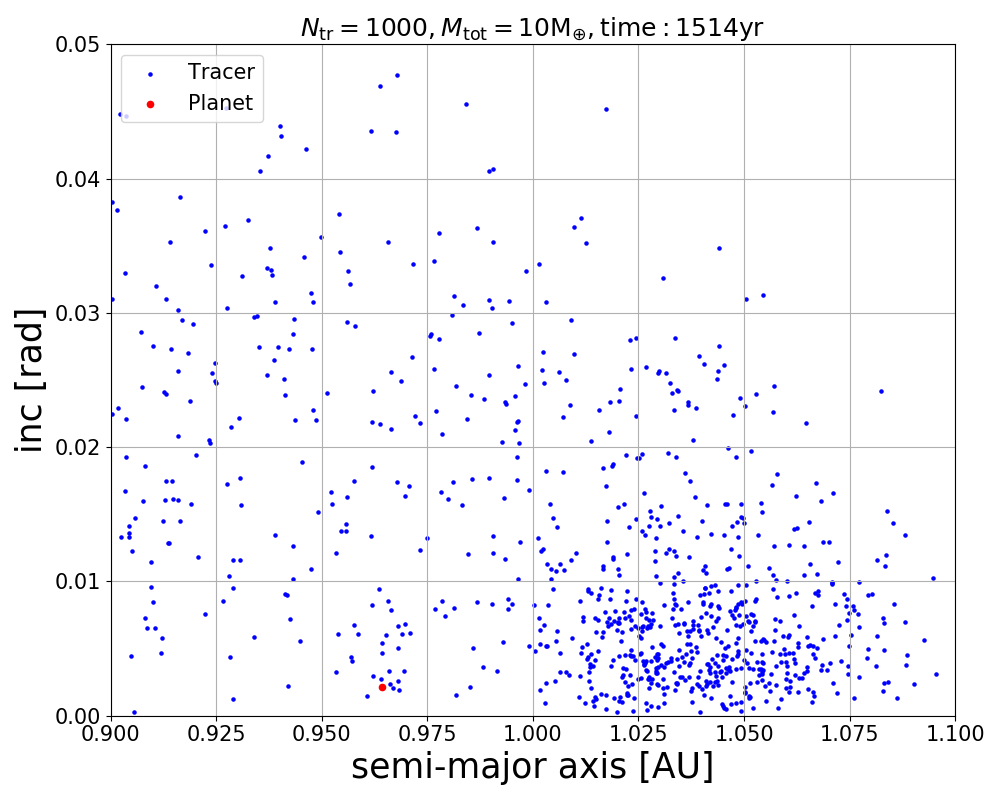 N_tr = 1000, M_tot = 10M_⊕, time : 1514yr
0.05
Tracer
Planet
0.04
0.03
0.02
0.01
0.00
inc [rad]
0.900 0.925 0.950 0.975 1.000 1.025 1.050 1.075 1.100
semi-major axis [AU]